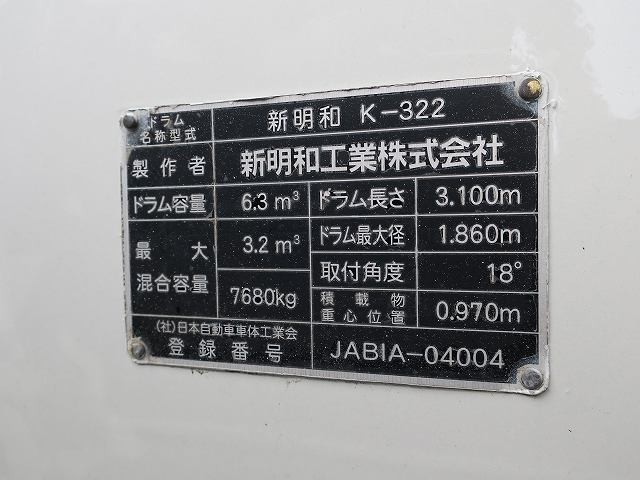 ドラム
名称型式
新明和 K-322
製作者
新明和工業株式会社
ドラム容量 6.3 m³ ドラム長さ 3.100m
最大
混合容量
3.2 m³
7680kg
ドラム最大径 1.860m
取付角度 18°
積載物
重心位置
0.970m
(社)日本自動車車体工業会
登録番号
JABIA-04004